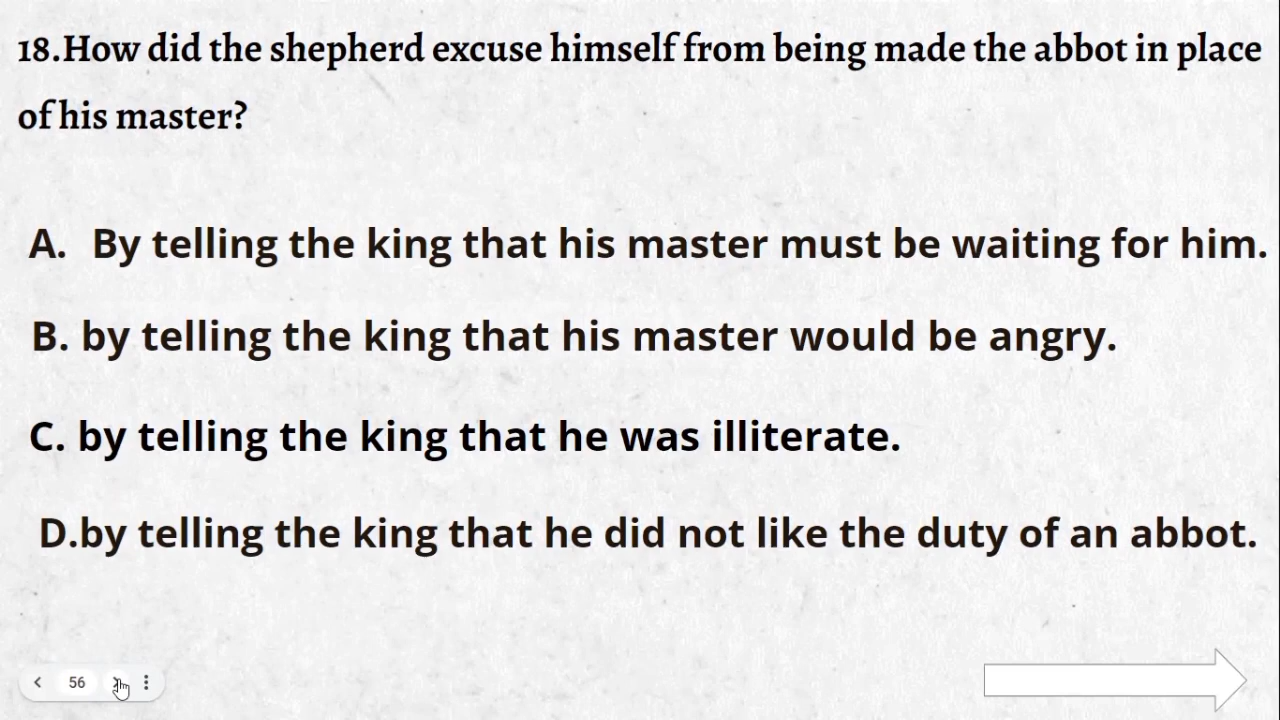 18.How did the shepherd excuse himself from being made the abbot in place
of his master?
A. By telling the king that his master must be waiting for him.
B. by telling the king that his master would be angry.
C. by telling the king that he was illiterate.
D.by telling the king that he did not like the duty of an abbot.
56